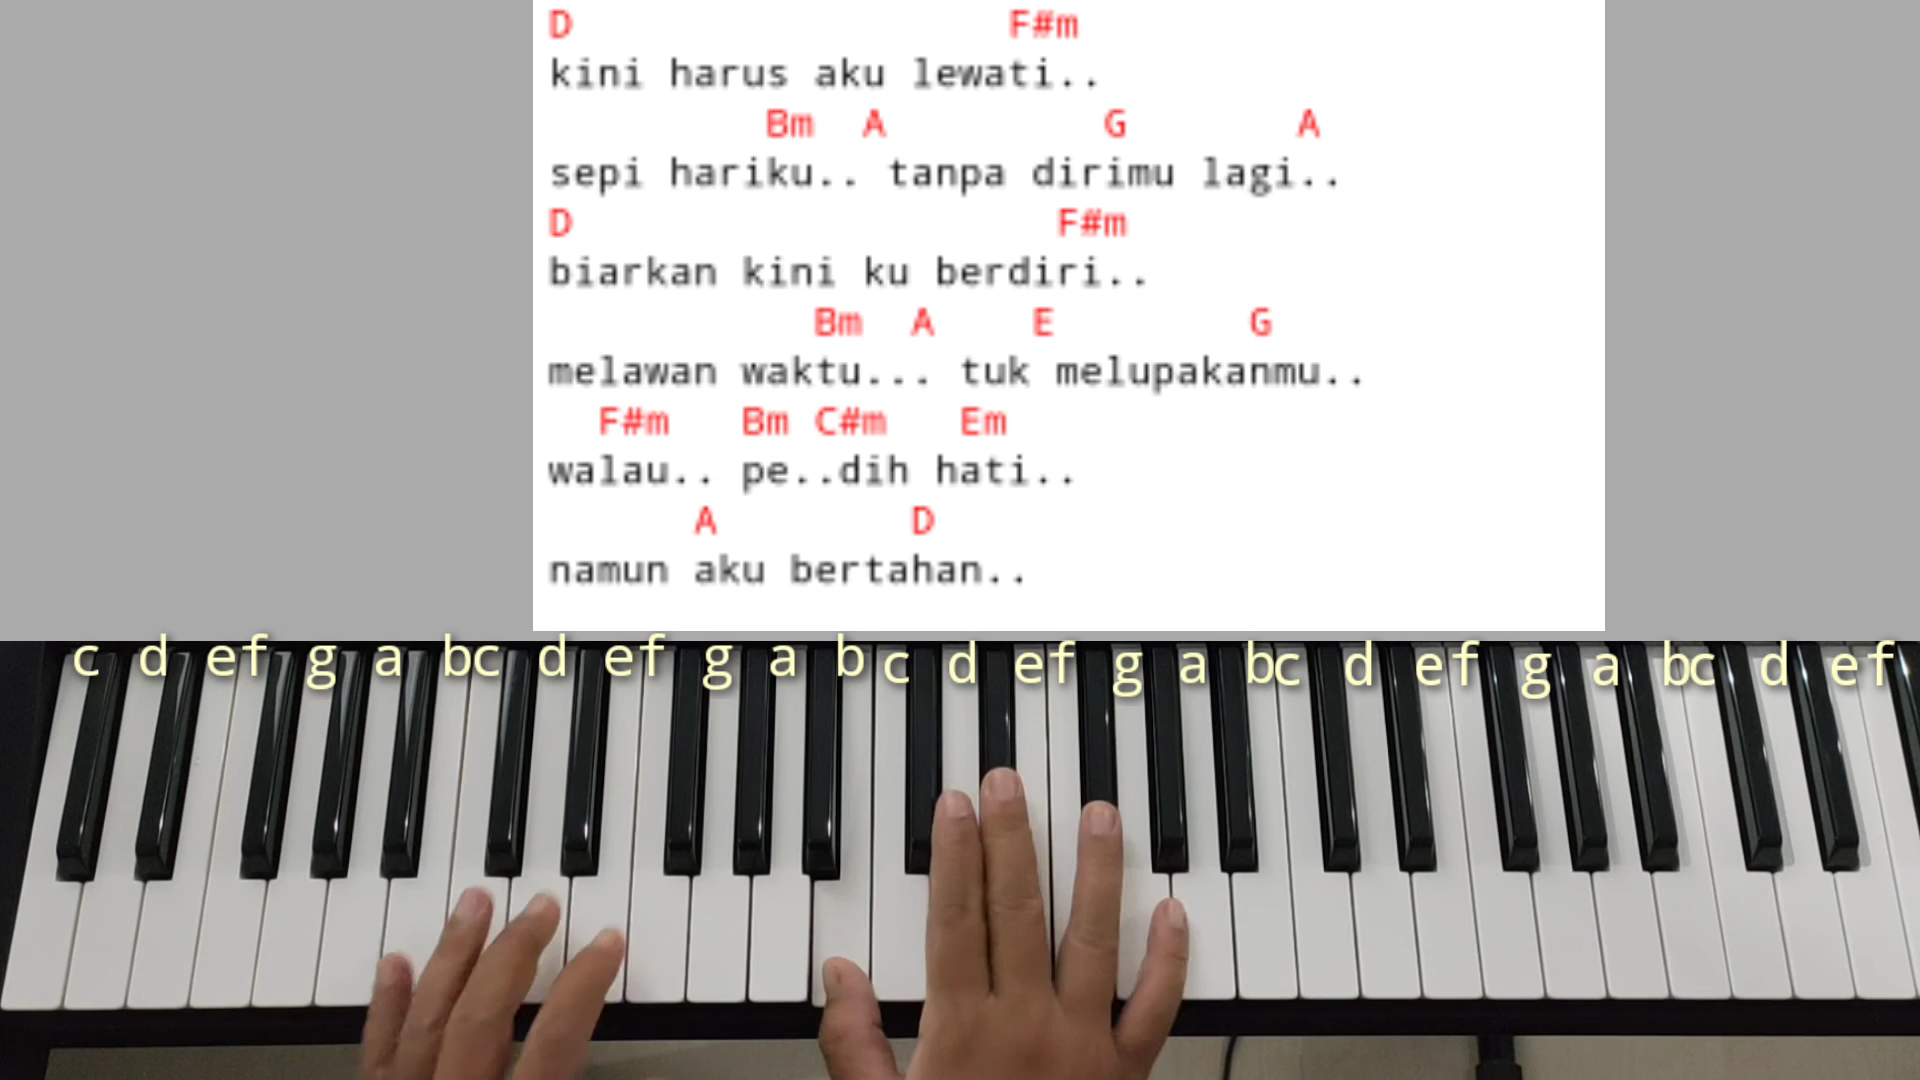 D F#m
kini harus aku lewati..
Bm A G A
sepi hariku.. tanpa dirimu lagi..
D F#m
biarkan kini ku berdiri..
Bm A E G
melawan waktu... tuk melupakanmu..
F#m Bm C#m Em
walau.. pe..dih hati..
A D
namun aku bertahan..
c d ef g a bc d ef g a b c d ef g a bc d ef g a bc d ef